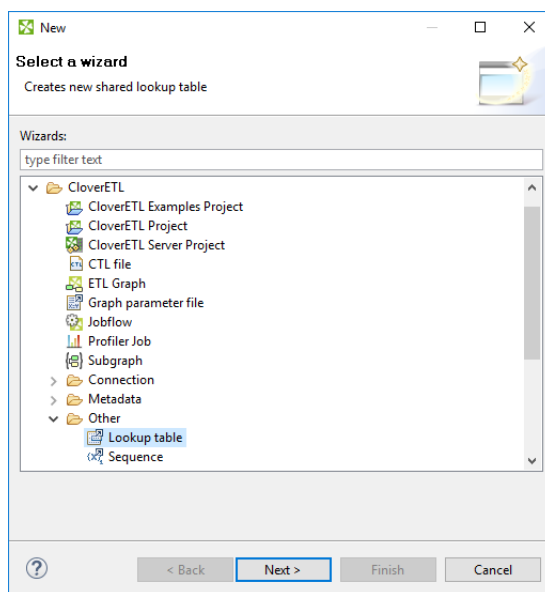 New
Select a wizard
Creates new shared lookup table
Wizards:
type filter text
CloverETL
CloverETL Examples Project
CloverETL Project
CloverETL Server Project
CTL file
ETL Graph
Graph parameter file
Jobflow
Profiler Job
Subgraph
Connection
Metadata
Other
Lookup table
Sequence
? < Back Next > Finish Cancel